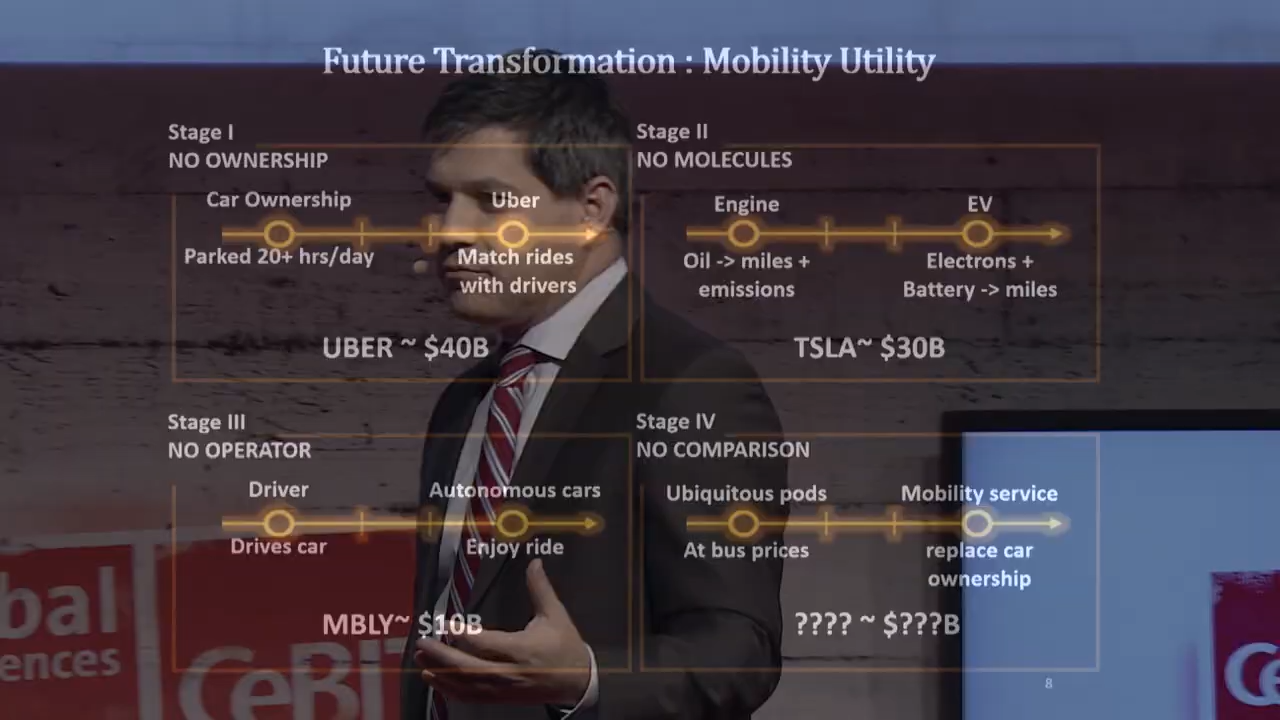 Future Transformation : Mobility Utility
Stage I
NO OWNERSHIP
Car Ownership
Uber
Parked 20+ hrs/day
Match rides
with drivers
UBER ~ $40B
Stage II
NO MOLECULES
Engine
EV
Oil -> miles +
emissions
Electrons +
Battery -> miles
TSLA~ $30B
Stage III
NO OPERATOR
Driver
Autonomous cars
Drives car
Enjoy ride
MBLY~ $10B
Stage IV
NO COMPARISON
Ubiquitous pods
Mobility service
At bus prices
replace car
ownership
???? ~ $???B
8
bal
ences
CeBIT
Ce